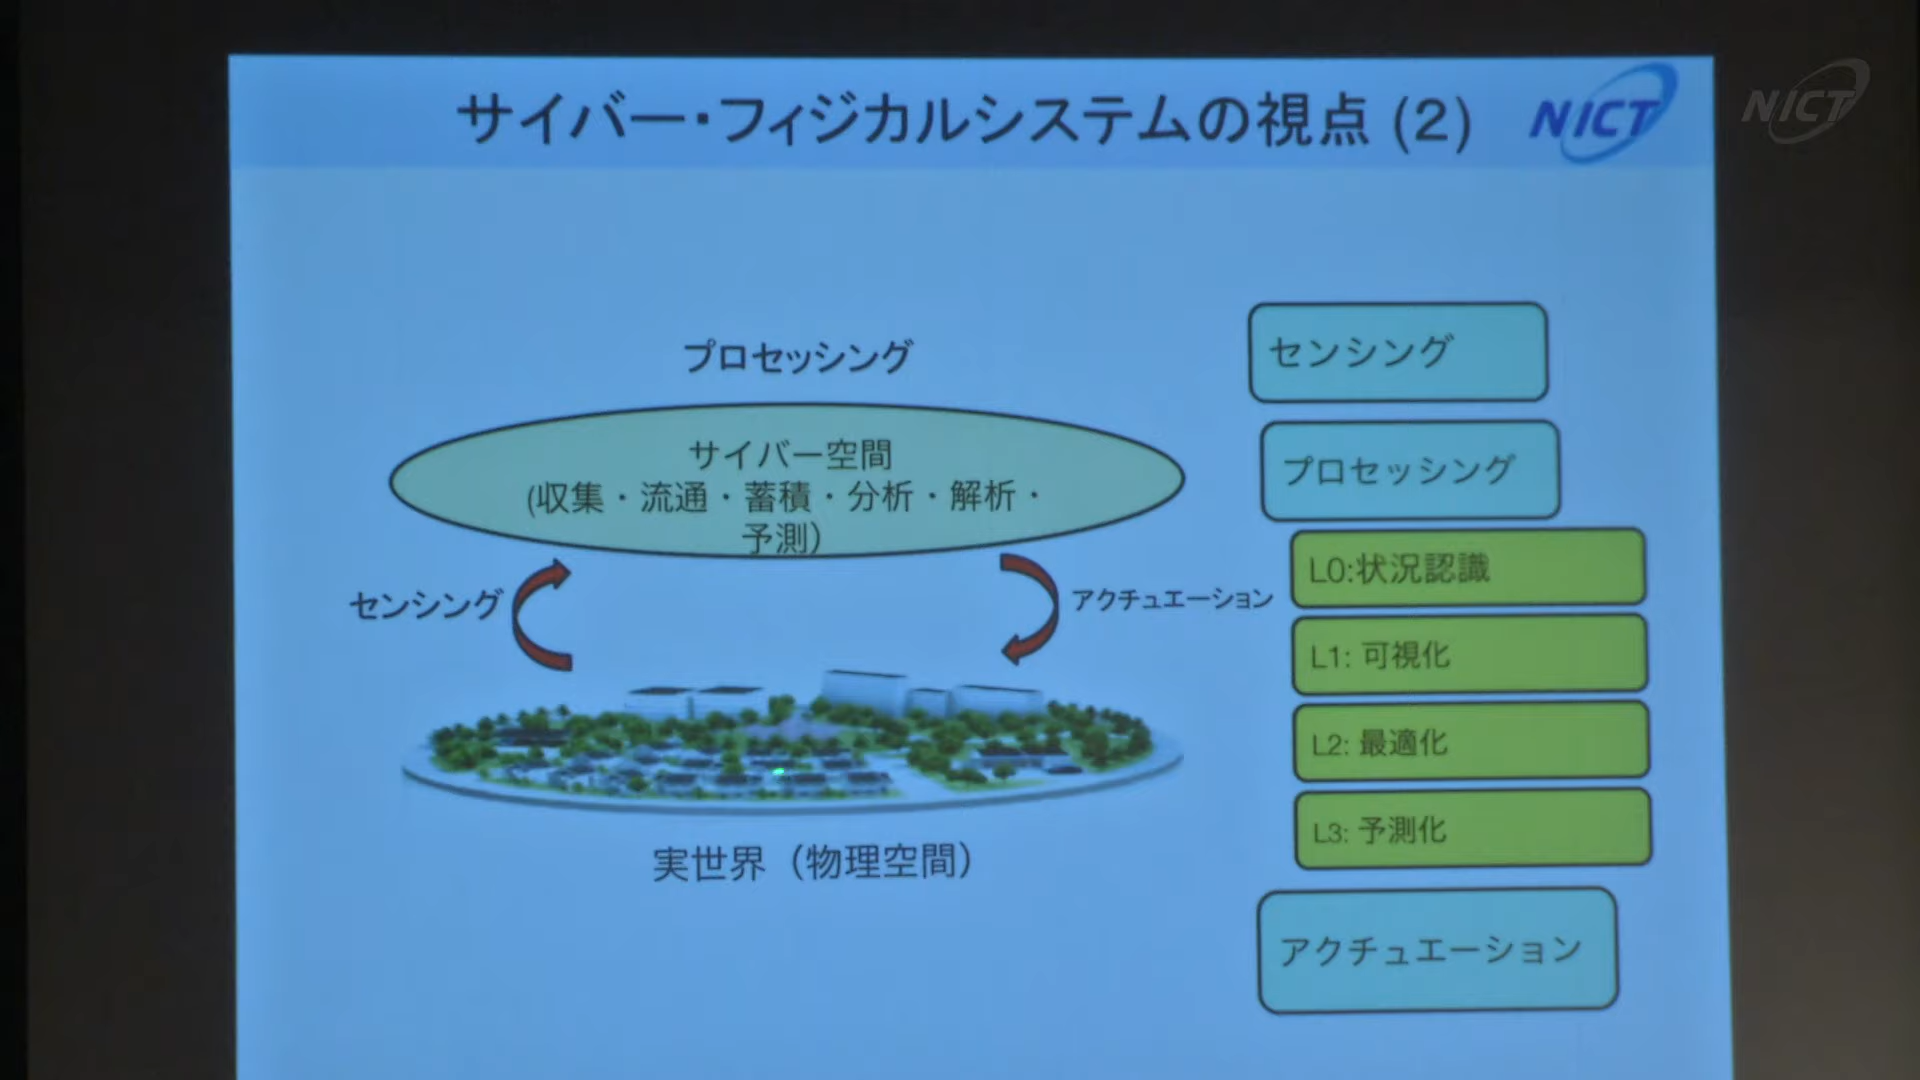 サイバー・フィジカルシステムの視点 (2)
NICT
NICT
プロセッシング
サイバー空間
(収集・流通・蓄積・分析・解析・
予測)
センシング
アクチュエーション
実世界（物理空間）
センシング
プロセッシング
L0:状況認識
L1: 可視化
L2: 最適化
L3: 予測化
アクチュエーション